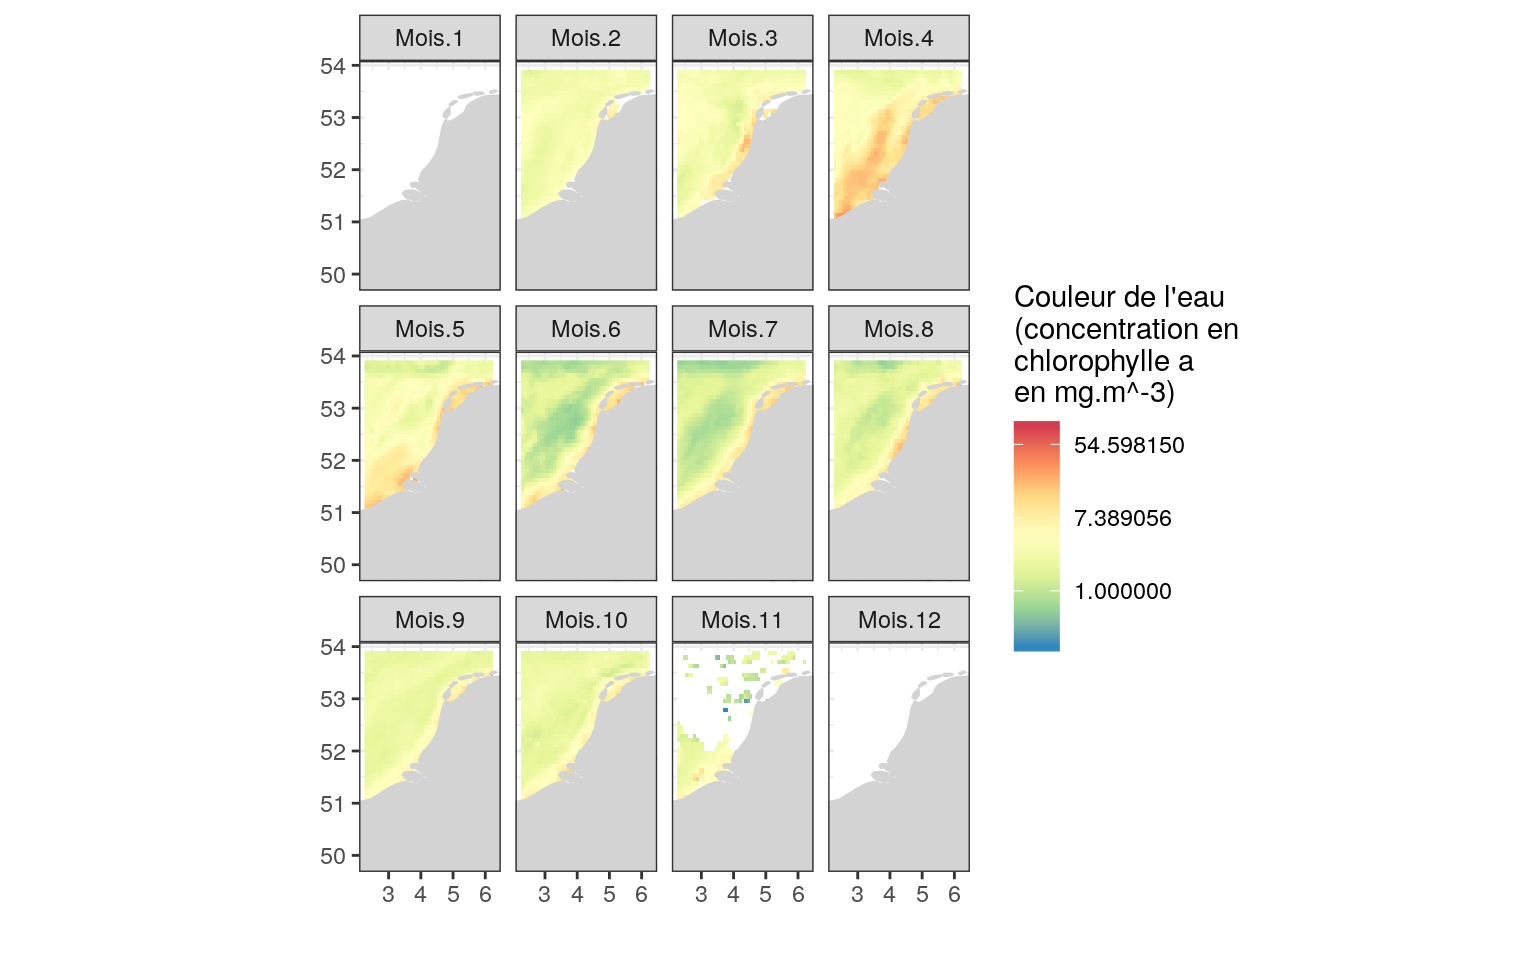 Mois.1 Mois.2 Mois.3 Mois.4
54
53
52
51
50
Mois.5 Mois.6 Mois.7 Mois.8
54
53
52
51
50
Mois.9 Mois.10 Mois.11 Mois.12
54
53
52
51
50
3 4 5 6 3 4 5 6 3 4 5 6 3 4 5 6
Couleur de l'eau
(concentration en
chlorophylle a
en mg.m^-3)
54.598150
7.389056
1.000000